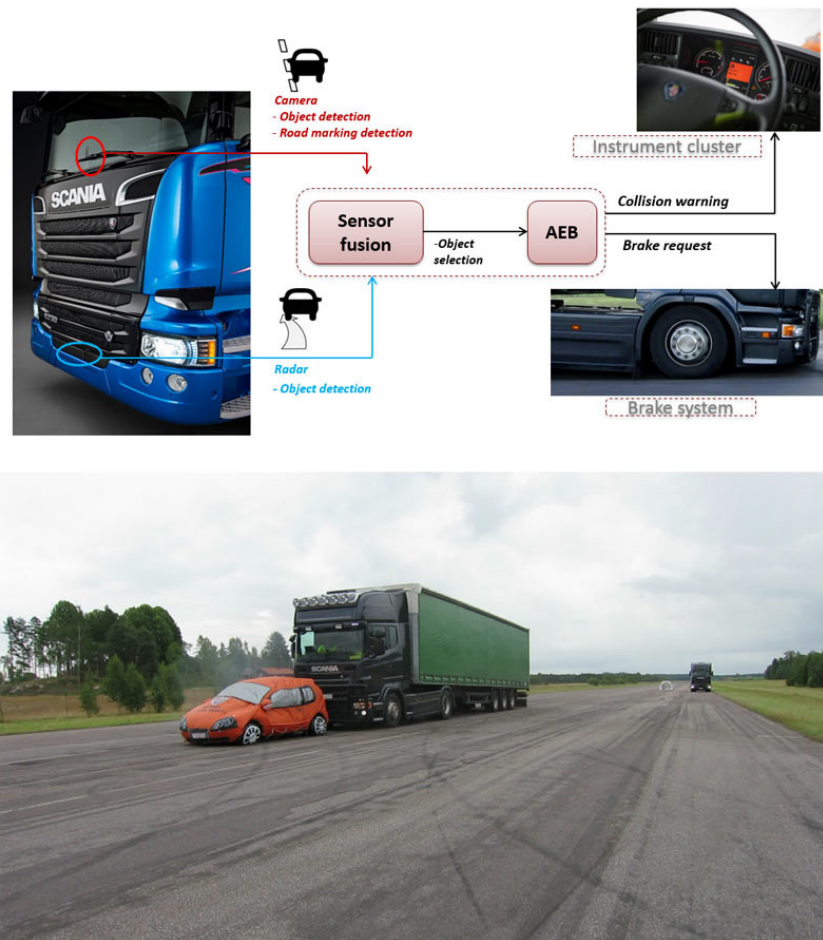 Camera
- Object detection
- Road marking detection
SCANIA
Sensor
fusion
-Object
selection
AEB
Collision warning
Brake request
Instrument cluster
Radar
- Object detection
Brake system
SCANIA